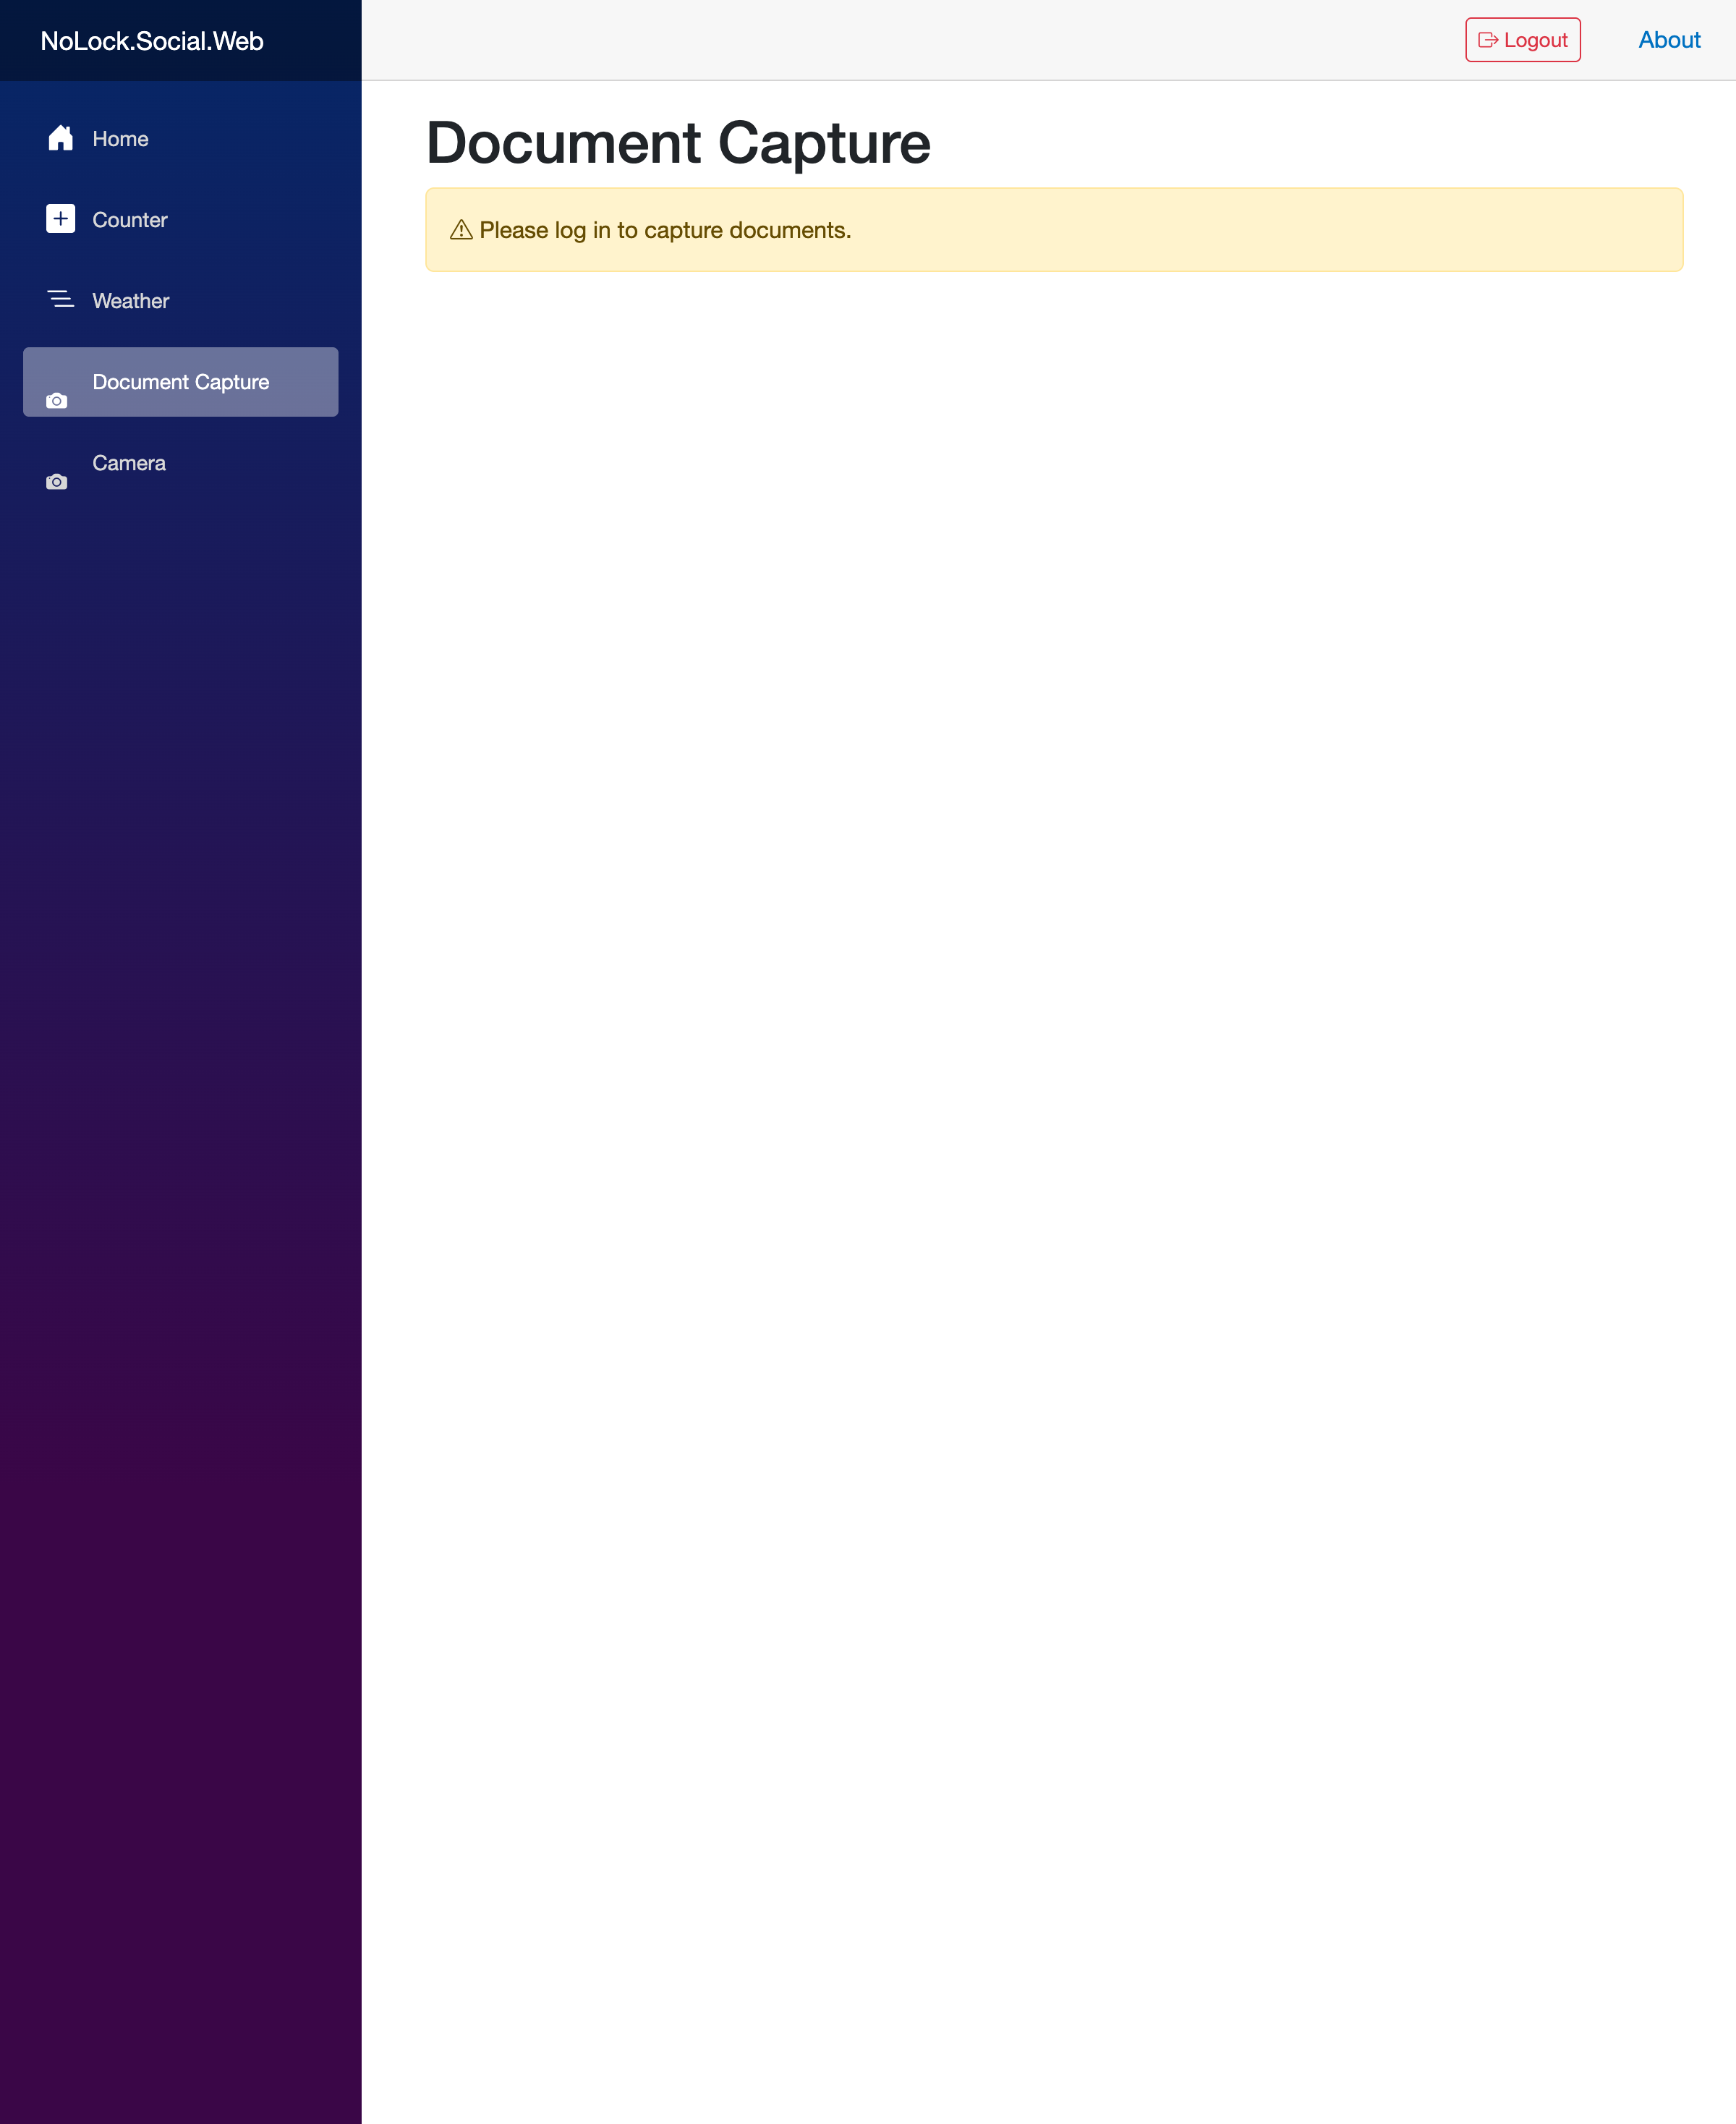 NoLock.Social.Web
Logout
About
Home
Counter
Weather
Document Capture
Camera
Document Capture
Please log in to capture documents.